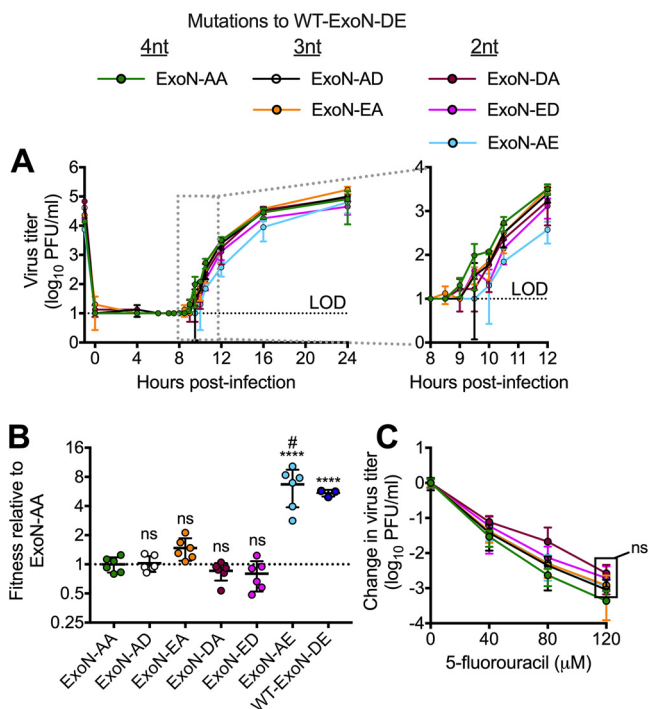 Mutations to WT-ExoN-DE
4nt 3nt 2nt
ExoN-AA ExoN-AD ExoN-DA
ExoN-EA ExoN-ED
ExoN-AE
A
Virus titer
(log10 PFU/ml)
6
5
4
3
2
1
0
LOD
0 4 8 12 16 20 24
Hours post-infection
4
3
2
1
0
LOD
8 9 10 11 12
Hours post-infection
B
Fitness relative to
ExoN-AA
16
8
4
2
1
0.5
0.25
ns ns ns ns
#
**** ****
ExoN-AA
ExoN-AD
ExoN-EA
ExoN-DA
ExoN-ED
ExoN-AE
WT-ExoN-DE
C
Change in virus titer
(log10 PFU/ml)
1
0
-1
-2
-3
-4
ns
0 40 80 120
5-fluorouracil (μM)